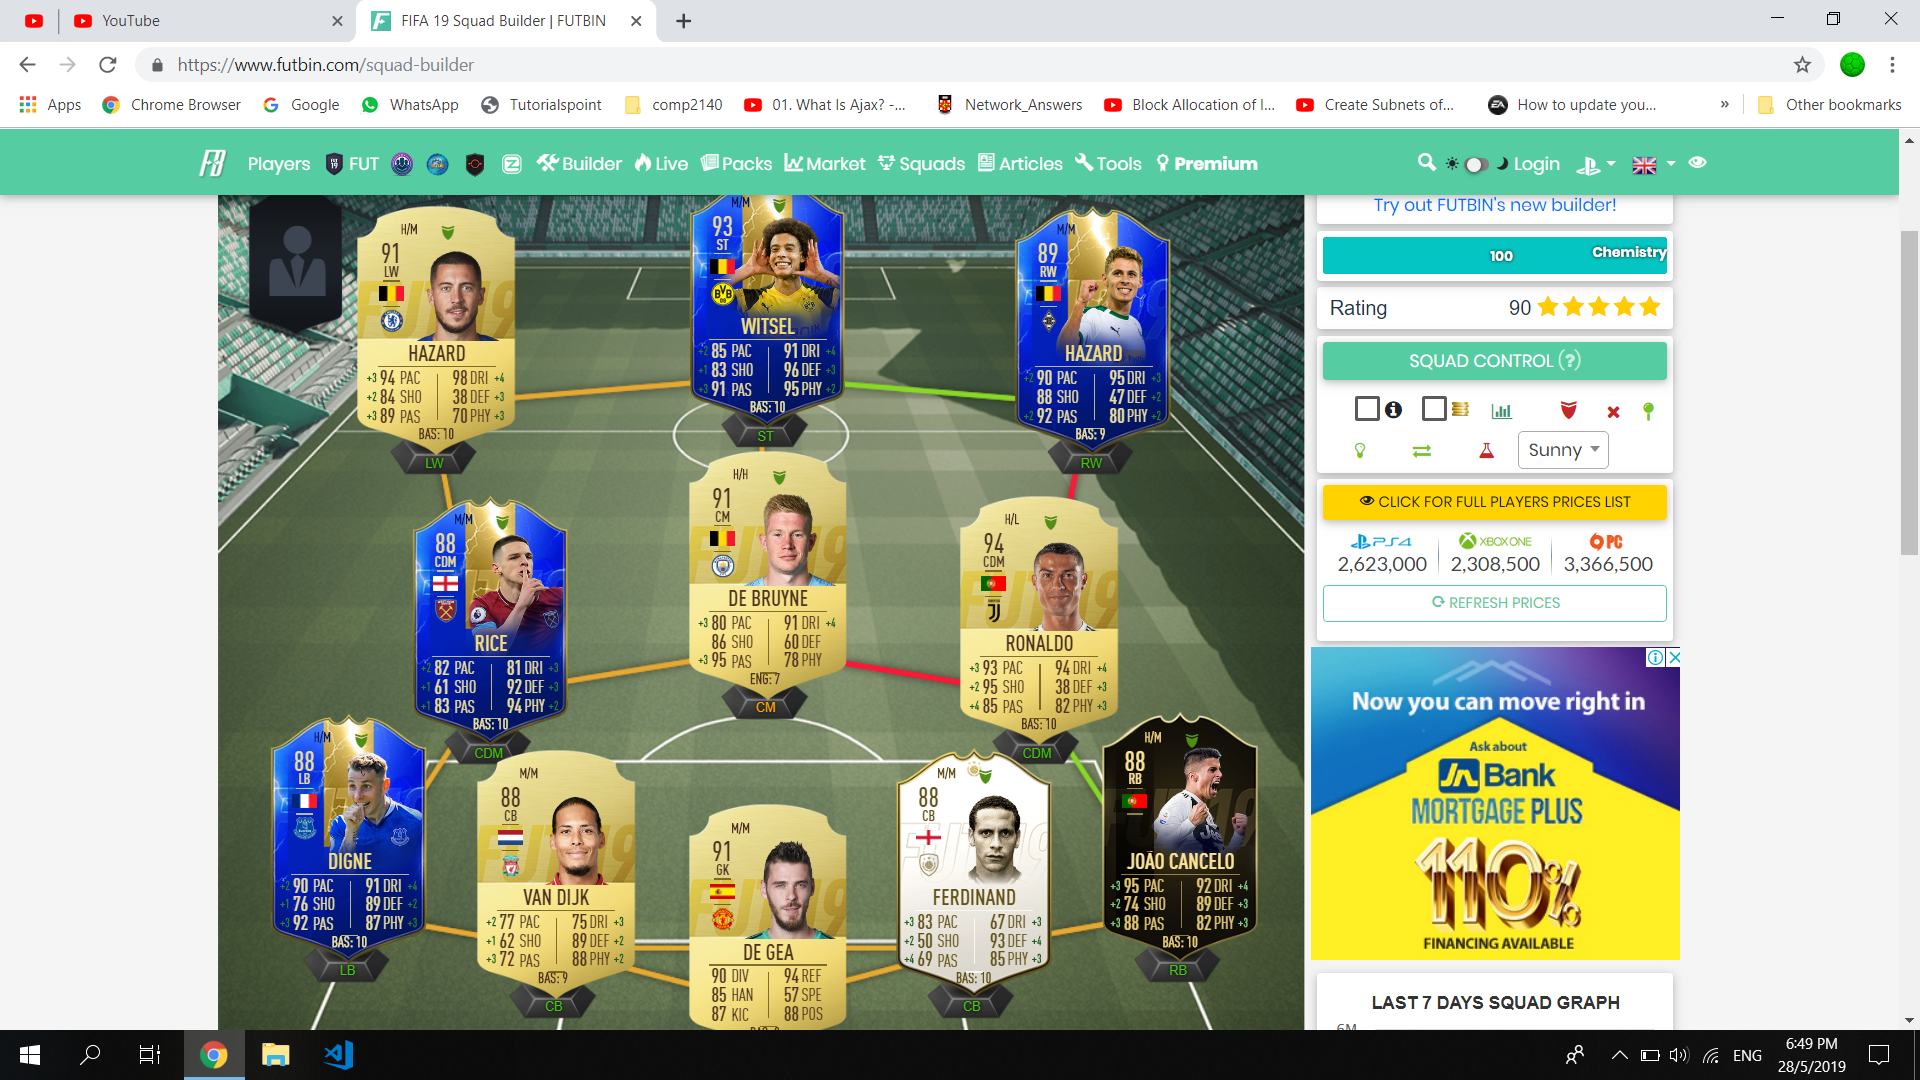 YouTube
FIFA 19 Squad Builder | FUTBIN
https://www.futbin.com/squad-builder
Apps
Chrome Browser
Google
WhatsApp
Tutorialspoint
comp2140
01. What Is Ajax? -...
Network_Answers
Block Allocation of I...
Create Subnets of...
How to update you...
»
Other bookmarks
Players
FUT
Builder
Live
Packs
Market
Squads
Articles
Tools
Premium
Login
H/M
91
LW
HAZARD
+3 94 PAC 98 DRI +4
+2 84 SHO 38 DEF +3
+3 89 PAS 70 PHY +3
BAS: 10
LW
M/M
93
ST
WITSEL
+2 85 PAC 91 DRI +4
+1 83 SHO 96 DEF +3
+3 91 PAS 95 PHY +2
BAS: 10
ST
M/M
89
RW
HAZARD
+2 90 PAC 95 DRI +3
88 SHO 47 DEF +2
+2 92 PAS 80 PHY +2
BAS: 9
RW
M/M
88
CDM
RICE
+2 82 PAC 81 DRI +3
+1 61 SHO 92 DEF +3
+1 83 PAS 94 PHY +2
BAS: 10
CDM
H/H
91
CM
DE BRUYNE
+3 80 PAC 91 DRI +4
86 SHO 60 DEF
+3 95 PAS 78 PHY
ENG: 7
CM
H/L
94
CDM
RONALDO
+3 93 PAC 94 DRI +4
+2 95 SHO 38 DEF +3
+4 85 PAS 82 PHY +3
BAS: 10
CDM
H/M
88
LB
DIGNE
+2 90 PAC 91 DRI +4
+1 76 SHO 89 DEF +2
+3 92 PAS 87 PHY +3
BAS: 10
LB
M/M
88
CB
VAN DIJK
+2 77 PAC 75 DRI +3
+1 62 SHO 89 DEF +2
+3 72 PAS 88 PHY +2
BAS: 9
CB
M/M
91
GK
DE GEA
90 DIV 94 REF
85 HAN 57 SPE
87 KIC 88 POS
M/M
88
CB
FERDINAND
+3 83 PAC 67 DRI +3
+2 50 SHO 93 DEF +4
+4 69 PAS 85 PHY +3
BAS: 10
CB
H/M
88
RB
JOÃO CANCELO
+3 95 PAC 92 DRI +4
+2 74 SHO 89 DEF +3
+3 88 PAS 82 PHY +3
BAS: 10
RB
Try out FUTBIN's new builder!
100 Chemistry
Rating 90
SQUAD CONTROL (?)
Sunny
CLICK FOR FULL PLAYERS PRICES LIST
PS4 XBOX ONE PC
2,623,000 2,308,500 3,366,500
REFRESH PRICES
Now you can move right in
Ask about
JN Bank
MORTGAGE PLUS
110%
FINANCING AVAILABLE
LAST 7 DAYS SQUAD GRAPH
6M
ENG
6:49 PM
28/5/2019